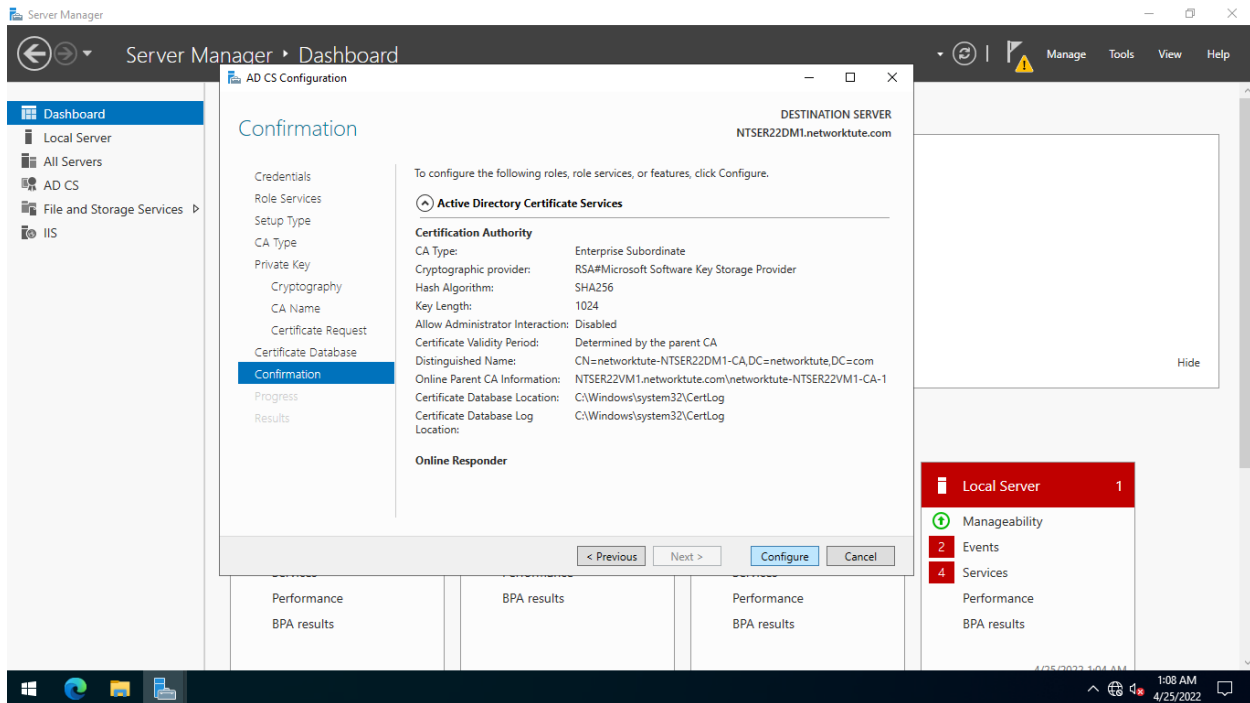 Server Manager
Server Manager • Dashboard
Manage Tools View Help
Dashboard
Local Server
All Servers
AD CS
File and Storage Services
IIS
AD CS Configuration
Confirmation
DESTINATION SERVER
NTSER22DM1.networktute.com
Credentials
Role Services
Setup Type
CA Type
Private Key
Cryptography
CA Name
Certificate Request
Certificate Database
Confirmation
Progress
Results
To configure the following roles, role services, or features, click Configure.
Active Directory Certificate Services
Certification Authority
CA Type: Enterprise Subordinate
Cryptographic provider: RSA#Microsoft Software Key Storage Provider
Hash Algorithm: SHA256
Key Length: 1024
Allow Administrator Interaction: Disabled
Certificate Validity Period: Determined by the parent CA
Distinguished Name: CN=networktute-NTSER22DM1-CA,DC=networktute,DC=com
Online Parent CA Information: NTSER22VM1.networktute.com\networktute-NTSER22VM1-CA-1
Certificate Database Location: C:\Windows\system32\CertLog
Certificate Database Log C:\Windows\system32\CertLog
Location:
Online Responder
< Previous Next > Configure Cancel
Hide
Performance
BPA results
BPA results
Performance
BPA results
Local Server 1
Manageability
2 Events
4 Services
Performance
BPA results
4/25/2022 1:04 AM
1:08 AM
4/25/2022